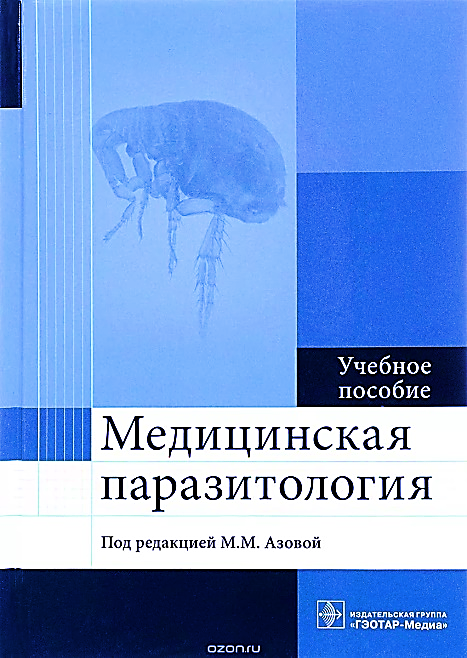 Учебное
пособие
Медицинская
паразитология
Под редакцией М.М. Азовой
ИЗДАТЕЛЬСКАЯ ГРУППА
«ГЭОТАР-Медиа»
ozon.ru